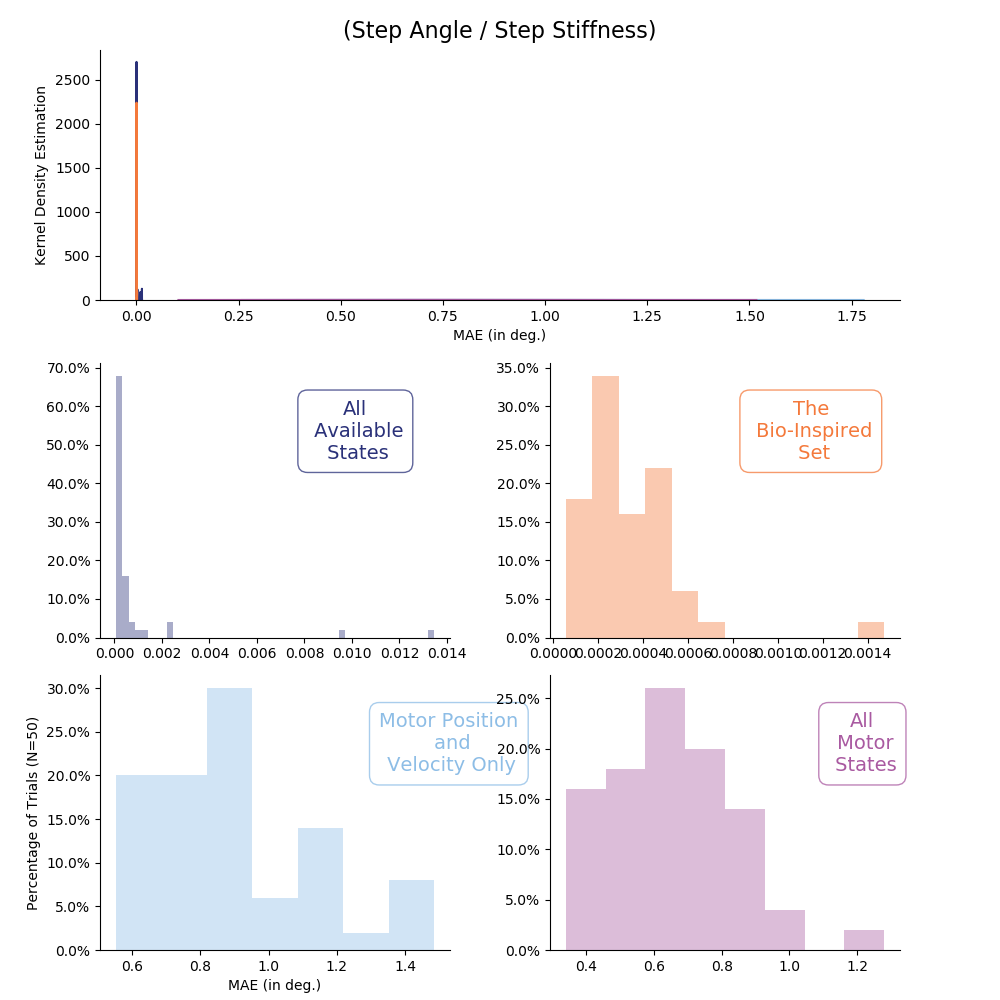 (Step Angle / Step Stiffness)
Kernel Density Estimation
2500
2000
1500
1000
500
0
0.00 0.25 0.50 0.75 1.00 1.25 1.50 1.75
MAE (in deg.)
70.0%
60.0%
50.0%
40.0%
30.0%
20.0%
10.0%
0.0%
0.000 0.002 0.004 0.006 0.008 0.010 0.012 0.014
All
Available
States
35.0%
30.0%
25.0%
20.0%
15.0%
10.0%
5.0%
0.0%
0.0000 0.0002 0.0004 0.0006 0.0008 0.0010 0.0012 0.0014
The
Bio-Inspired
Set
Percentage of Trials (N=50)
30.0%
25.0%
20.0%
15.0%
10.0%
5.0%
0.0%
0.6 0.8 1.0 1.2 1.4
MAE (in deg.)
Motor Position
and
Velocity Only
25.0%
20.0%
15.0%
10.0%
5.0%
0.0%
0.4 0.6 0.8 1.0 1.2
All
Motor
States